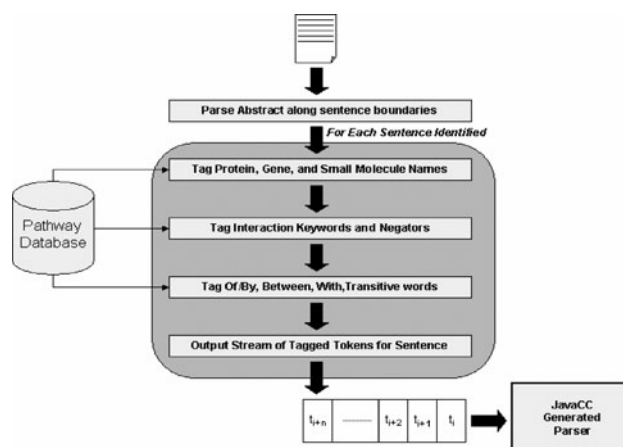 Parse Abstract along sentence boundaries
For Each Sentence Identified
Tag Protein, Gene, and Small Molecule Names
Pathway
Database
Tag Interaction Keywords and Negators
Tag Of/By, Between, With,Transitive words
Output Stream of Tagged Tokens for Sentence
ti+n ......... ti+2 ti+1 ti
JavaCC
Generated
Parser